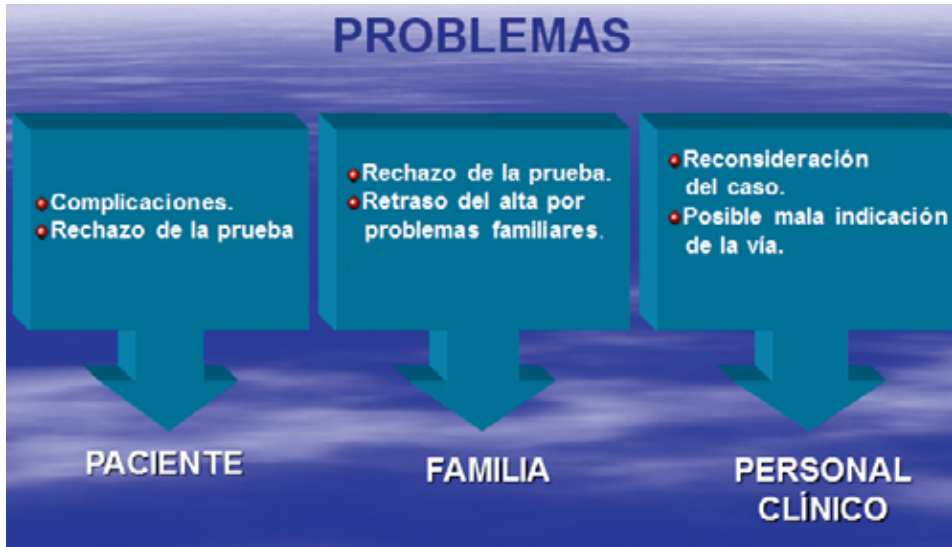 PROBLEMAS
Complicaciones.
Rechazo de la prueba
Rechazo de la prueba.
Retraso del alta por
problemas familiares.
Reconsideración
del caso.
Posible mala indicación
de la vía.
PACIENTE
FAMILIA
PERSONAL
CLÍNICO